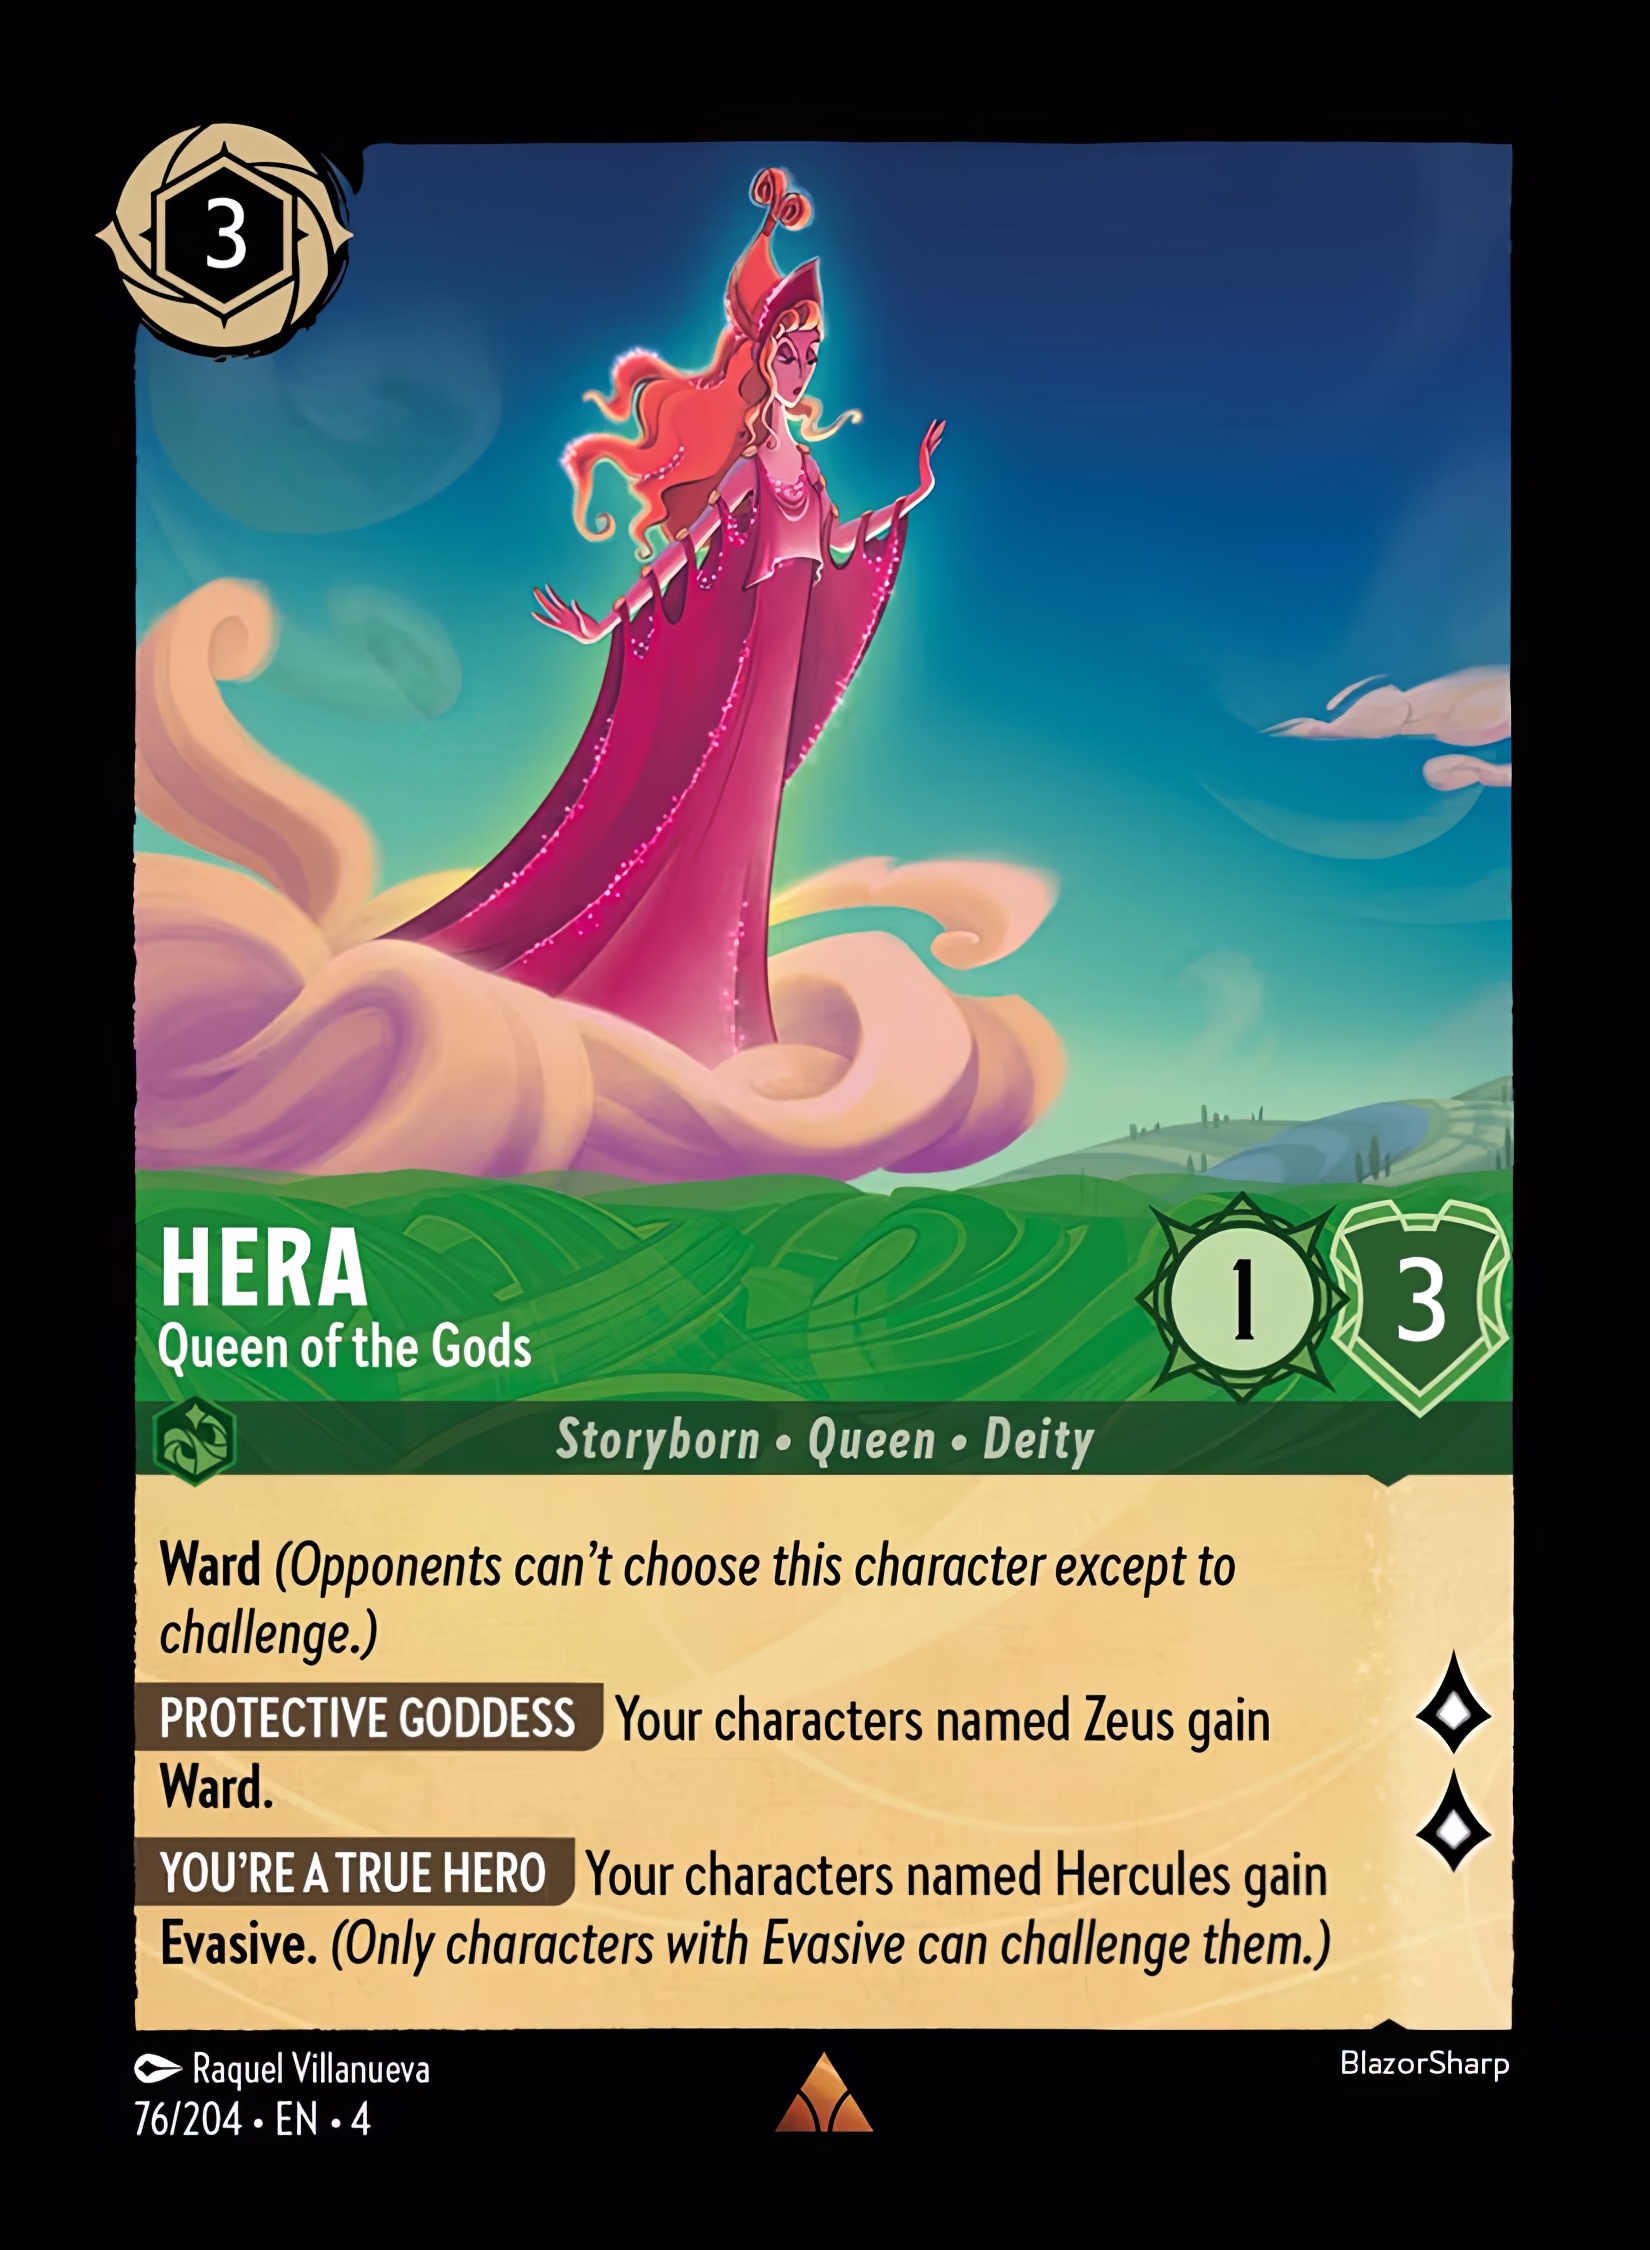 3
HERA
Queen of the Gods
1
3
Storyborn • Queen • Deity
Ward (Opponents can't choose this character except to
challenge.)
PROTECTIVE GODDESS Your characters named Zeus gain
Ward.
YOU'RE A TRUE HERO Your characters named Hercules gain
Evasive. (Only characters with Evasive can challenge them.)
Raquel Villanueva
BlazorSharp
76/204 • EN • 4